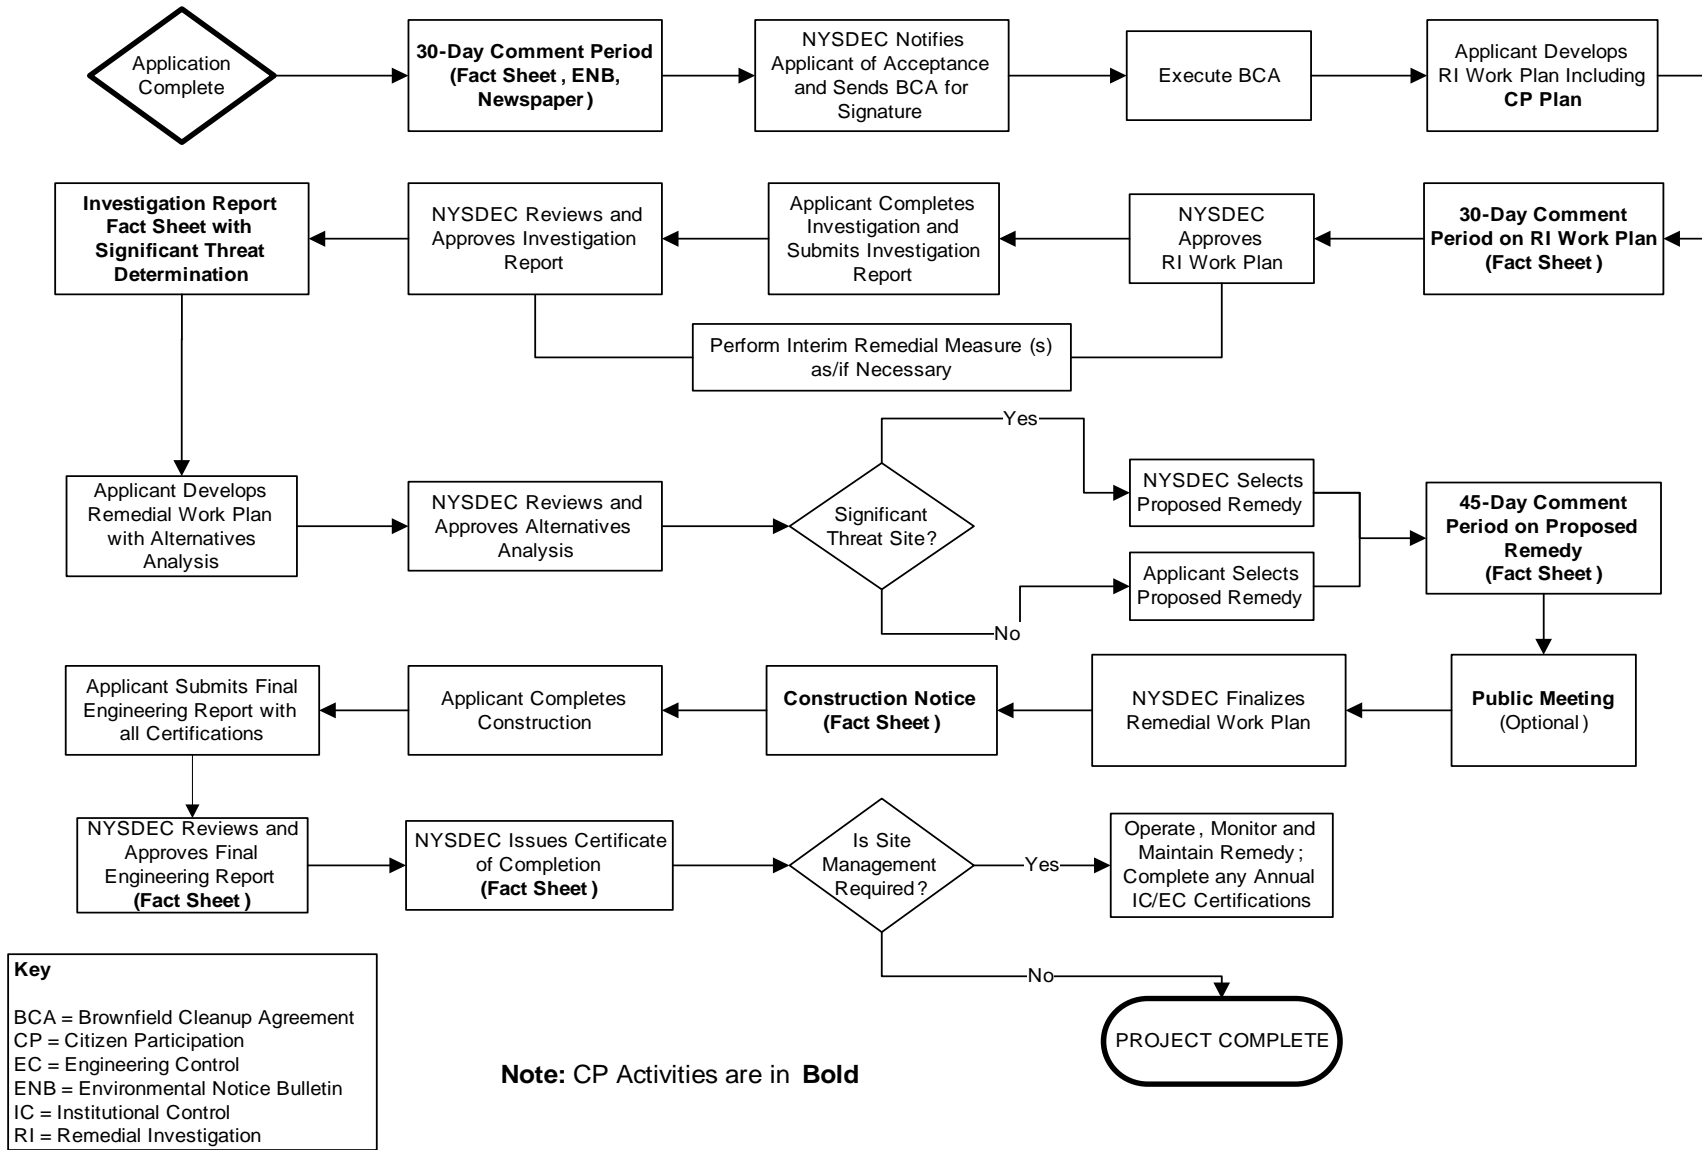 Application
Complete
30-Day Comment Period
(Fact Sheet, ENB,
Newspaper)
NYSDEC Notifies
Applicant of Acceptance
and Sends BCA for
Signature
Execute BCA
Applicant Develops
RI Work Plan Including
CP Plan
Investigation Report
Fact Sheet with
Significant Threat
Determination
NYSDEC Reviews and
Approves Investigation
Report
Applicant Completes
Investigation and
Submits Investigation
Report
NYSDEC
Approves
RI Work Plan
30-Day Comment
Period on RI Work Plan
(Fact Sheet)
Perform Interim Remedial Measure (s)
as/if Necessary
Yes
Applicant Develops
Remedial Work Plan
with Alternatives
Analysis
NYSDEC Reviews and
Approves Alternatives
Analysis
Significant
Threat Site?
NYSDEC Selects
Proposed Remedy
Applicant Selects
Proposed Remedy
45-Day Comment
Period on Proposed
Remedy
(Fact Sheet)
No
Applicant Submits Final
Engineering Report with
all Certifications
Applicant Completes
Construction
Construction Notice
(Fact Sheet)
NYSDEC Finalizes
Remedial Work Plan
Public Meeting
(Optional)
NYSDEC Reviews and
Approves Final
Engineering Report
(Fact Sheet)
NYSDEC Issues Certificate
of Completion
(Fact Sheet)
Is Site
Management
Required?
Yes
Operate, Monitor and
Maintain Remedy;
Complete any Annual
IC/EC Certifications
No
PROJECT COMPLETE
Key
BCA = Brownfield Cleanup Agreement
CP = Citizen Participation
EC = Engineering Control
ENB = Environmental Notice Bulletin
IC = Institutional Control
RI = Remedial Investigation
Note: CP Activities are in Bold